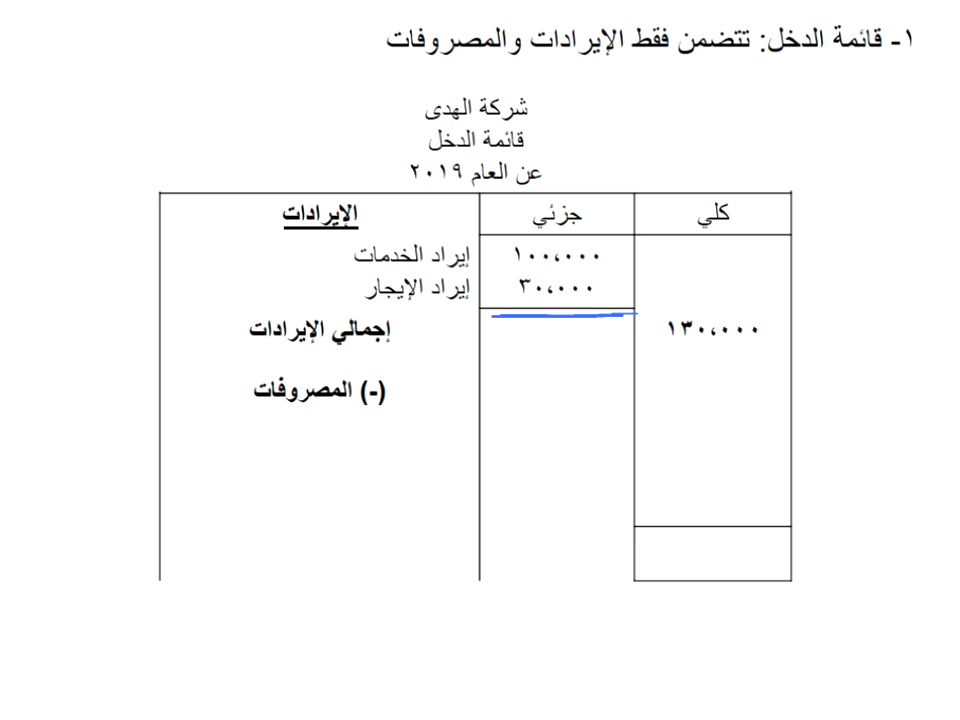 ١- قائمة الدخل: تتضمن فقط الإيرادات والمصروفات
شركة الهدى
قائمة الدخل
عن العام ٢٠١٩
كلي جزئي الإيرادات
١٠٠،٠٠٠ إيراد الخدمات
٣٠،٠٠٠ إيراد الإيجار
١٣٠،٠٠٠ إجمالي الإيرادات
(-) المصروفات